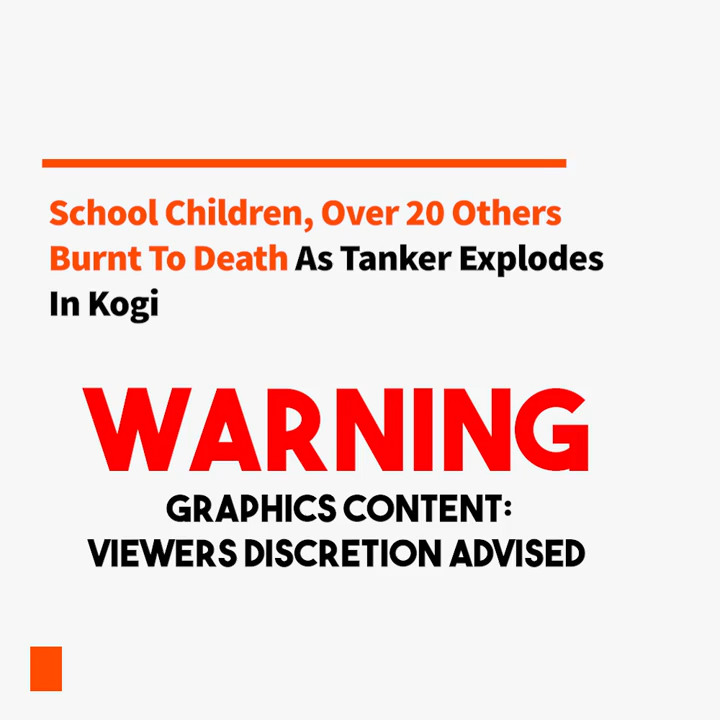 School Children, Over 20 Others
Burnt To Death As Tanker Explodes
In Kogi
WARNING
GRAPHICS CONTENT:
VIEWERS DISCRETION ADVISED